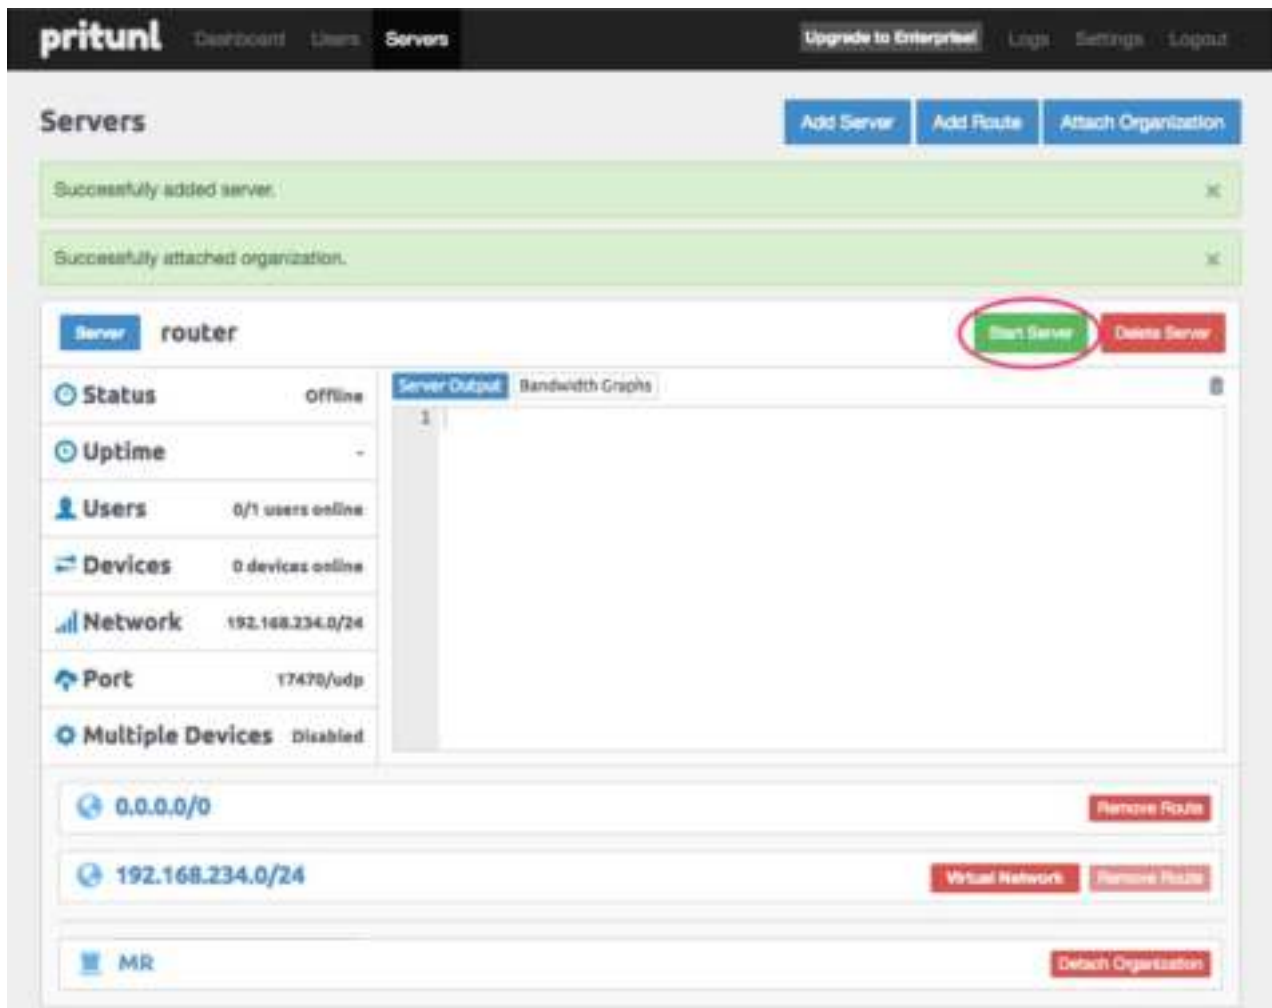 pritunl Dashboard Users Servers Upgrade to Enterprise! Logs Settings Logout
Servers Add Server Add Route Attach Organization
Successfully added server. ×
Successfully attached organization. ×
Server router Start Server Delete Server
Status Offline
Server Output Bandwidth Graphs
1
Uptime -
Users 0/1 users online
Devices 0 devices online
Network 192.168.234.0/24
Port 17470/udp
Multiple Devices Disabled
0.0.0.0/0 Remove Route
192.168.234.0/24 Virtual Network Remove Route
MR Detach Organization